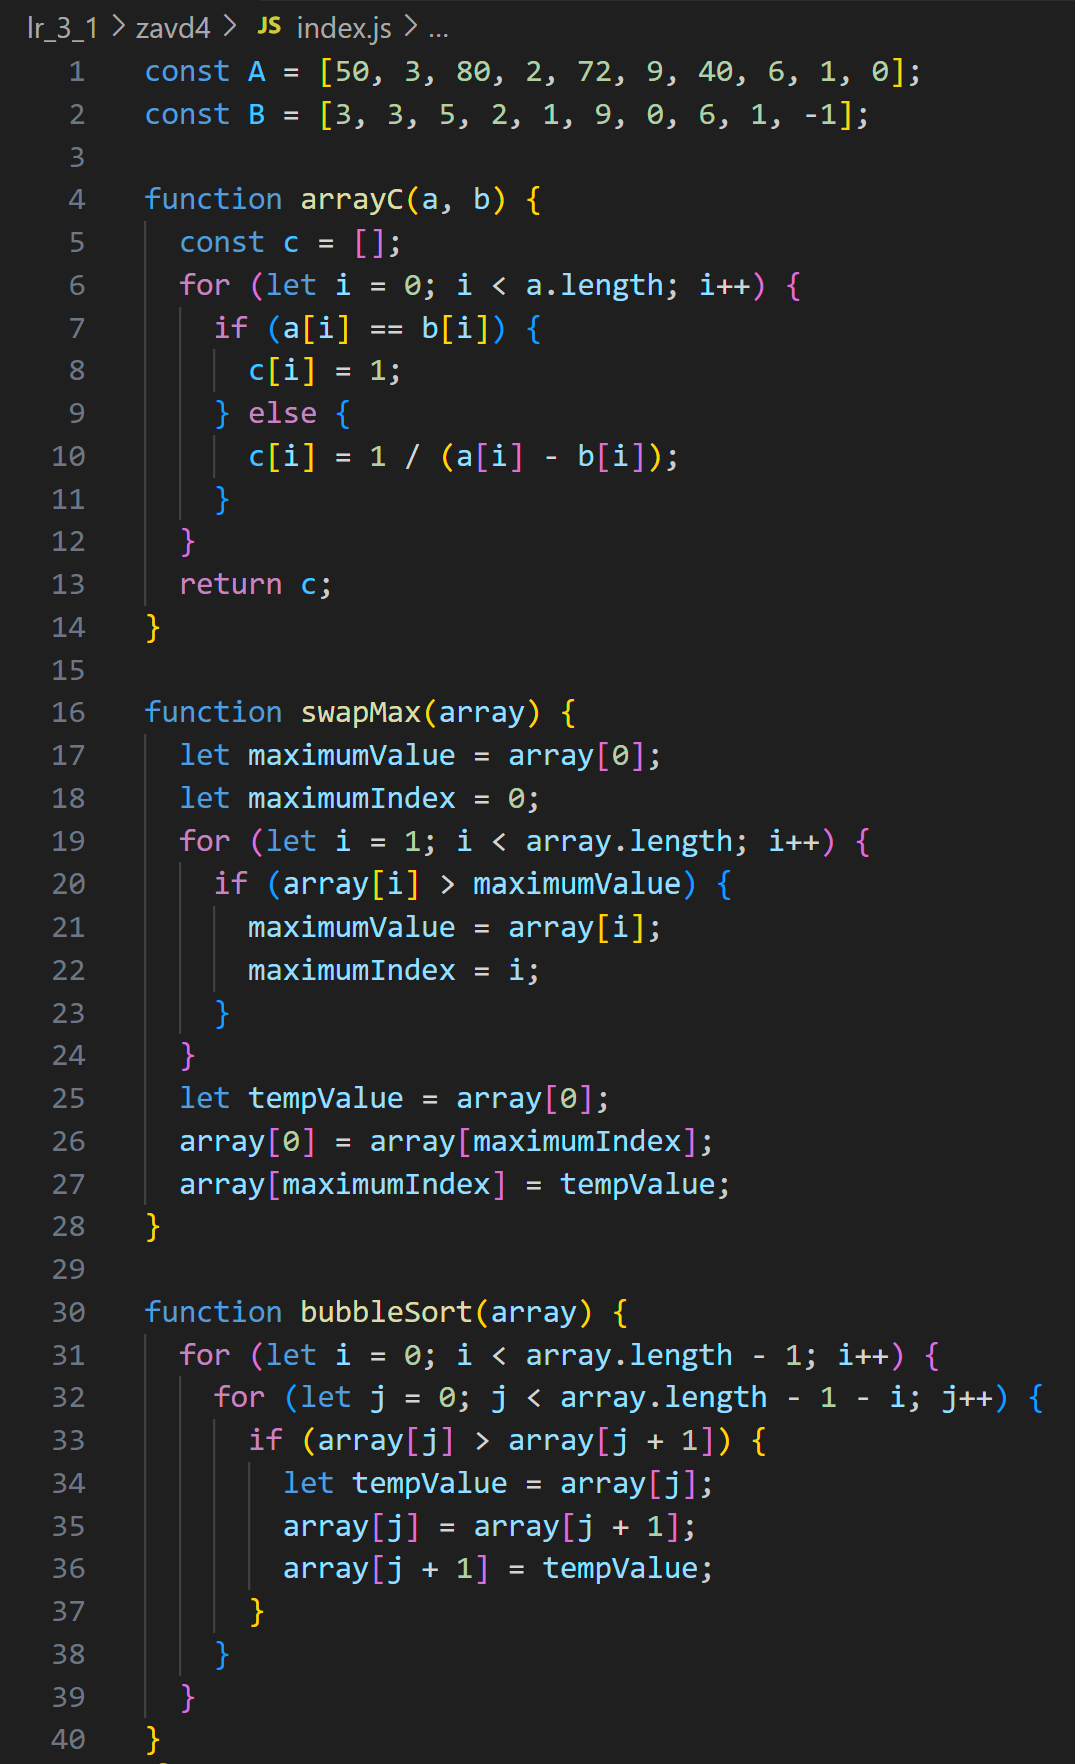 lr_3_1 > zavd4 > JS index.js > ...
1 const A = [50, 3, 80, 2, 72, 9, 40, 6, 1, 0];
2 const B = [3, 3, 5, 2, 1, 9, 0, 6, 1, -1];
3
4 function arrayC(a, b) {
5   const c = [];
6   for (let i = 0; i < a.length; i++) {
7     if (a[i] == b[i]) {
8       c[i] = 1;
9     } else {
10       c[i] = 1 / (a[i] - b[i]);
11     }
12   }
13   return c;
14 }
15
16 function swapMax(array) {
17   let maximumValue = array[0];
18   let maximumIndex = 0;
19   for (let i = 1; i < array.length; i++) {
20     if (array[i] > maximumValue) {
21       maximumValue = array[i];
22       maximumIndex = i;
23     }
24   }
25   let tempValue = array[0];
26   array[0] = array[maximumIndex];
27   array[maximumIndex] = tempValue;
28 }
29
30 function bubbleSort(array) {
31   for (let i = 0; i < array.length - 1; i++) {
32     for (let j = 0; j < array.length - 1 - i; j++) {
33       if (array[j] > array[j + 1]) {
34         let tempValue = array[j];
35         array[j] = array[j + 1];
36         array[j + 1] = tempValue;
37       }
38     }
39   }
40 }